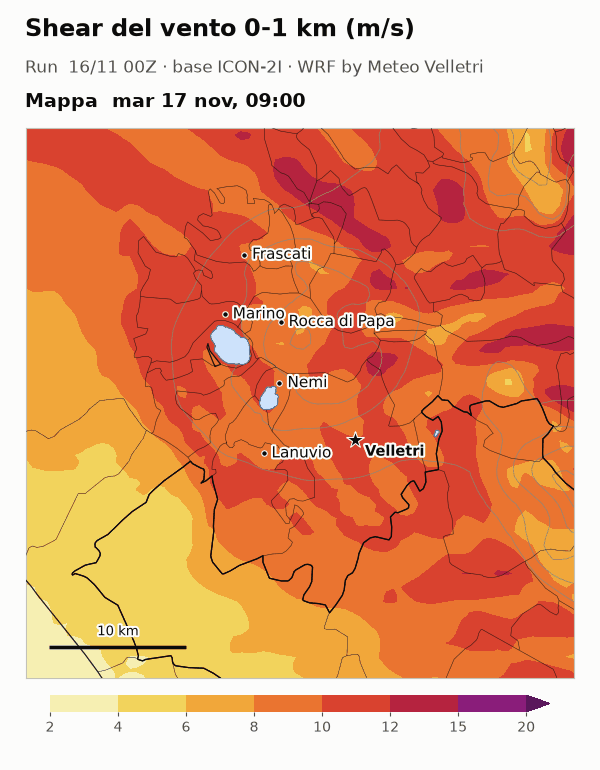 Shear del vento 0-1 km (m/s)
Run  16/11 00Z · base ICON-2I · WRF by Meteo Velletri
Mappa  mar 17 nov, 09:00
Frascati
Marino
Rocca di Papa
Nemi
Velletri
Lanuvio
10 km
2 4 6 8 10 12 15 20